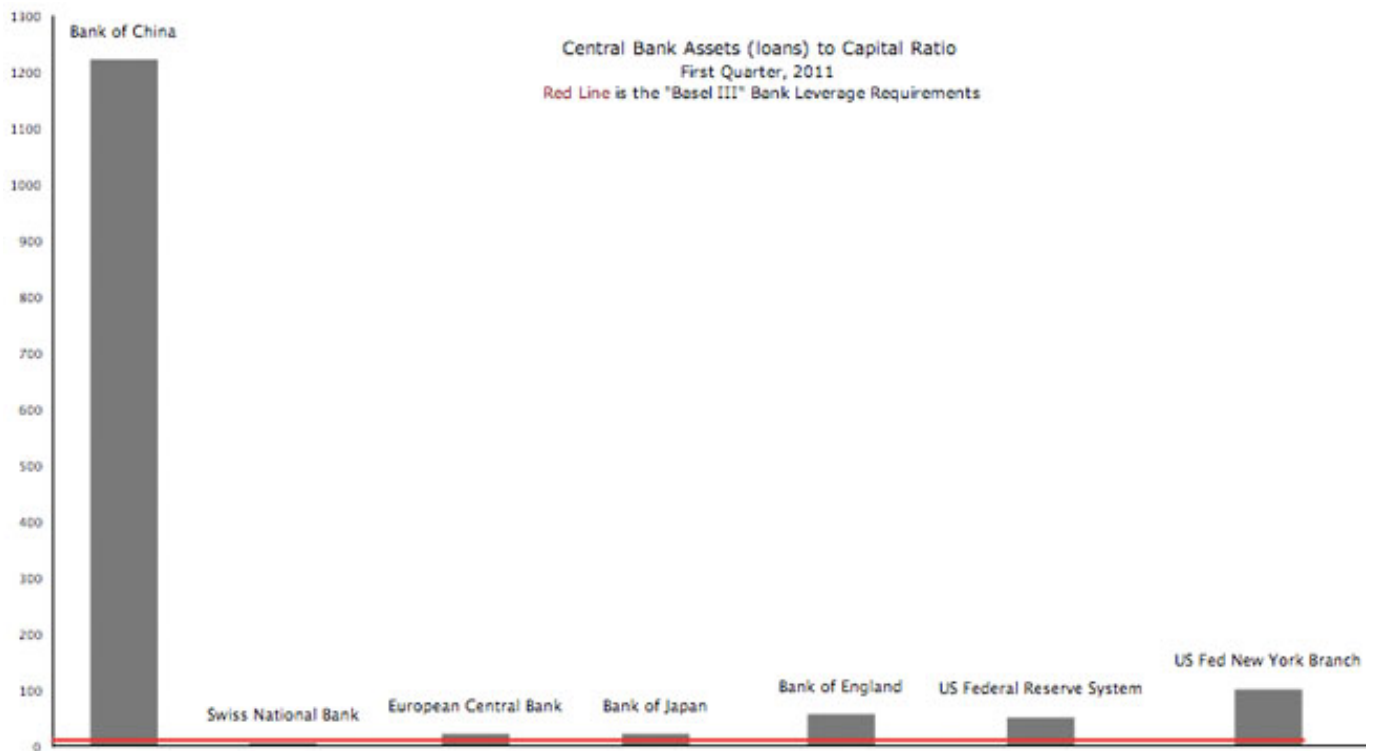 1300
Bank of China
Central Bank Assets (loans) to Capital Ratio
First Quarter, 2011
Red Line is the "Basel III" Bank Leverage Requirements
1200
1100
1000
900
800
700
600
500
400
300
200
100
0
Swiss National Bank
European Central Bank
Bank of Japan
Bank of England
US Federal Reserve System
US Fed New York Branch